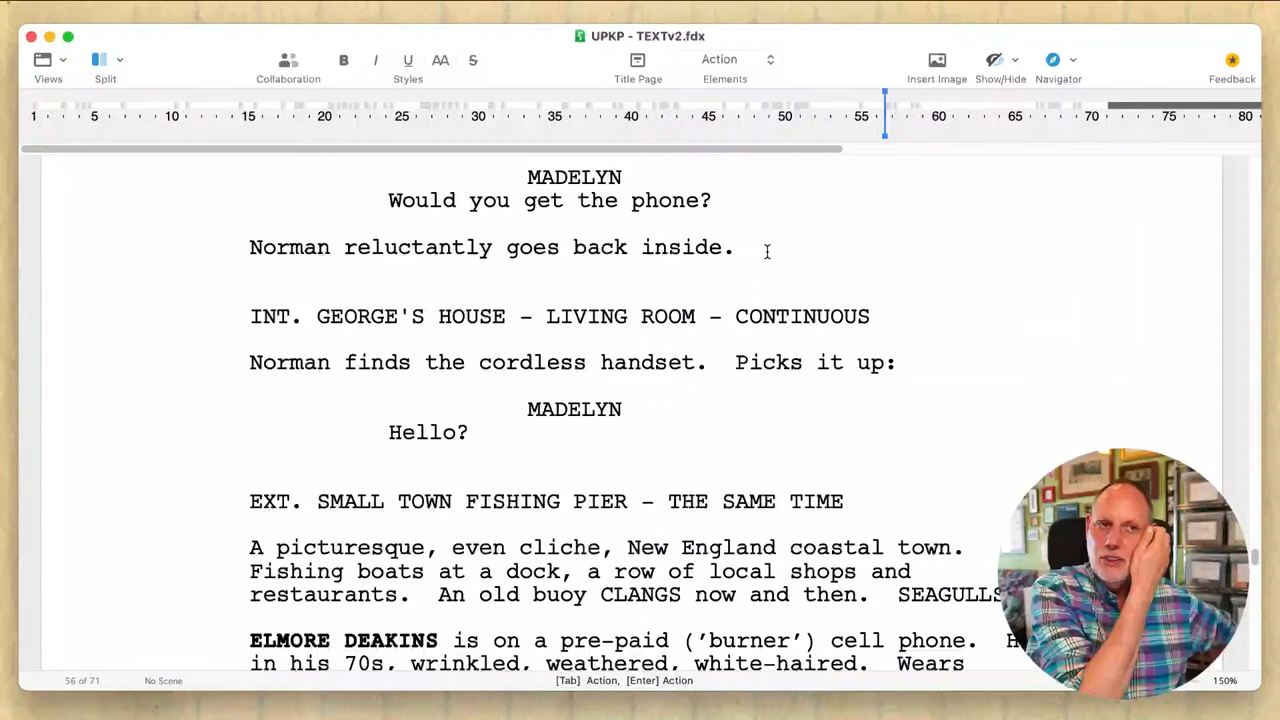 UPKP - TEXTv2.fdx
B I U AA S Action
Views Split Collaboration Styles Title Page Elements Insert Image Show/Hide Navigator Feedback
1 5 10 15 20 25 30 35 40 45 50 55 60 65 70 75 80
MADELYN
Would you get the phone?
Norman reluctantly goes back inside.
INT. GEORGE'S HOUSE - LIVING ROOM - CONTINUOUS
Norman finds the cordless handset. Picks it up:
MADELYN
Hello?
EXT. SMALL TOWN FISHING PIER - THE SAME TIME
A picturesque, even cliche, New England coastal town.
Fishing boats at a dock, a row of local shops and
restaurants. An old buoy CLANGS now and then. SEAGULLS
ELMORE DEAKINS is on a pre-paid ('burner') cell phone.
in his 70s, wrinkled, weathered, white-haired. Wears
56 of 71 No Scene [Tab] Action, [Enter] Action 150%